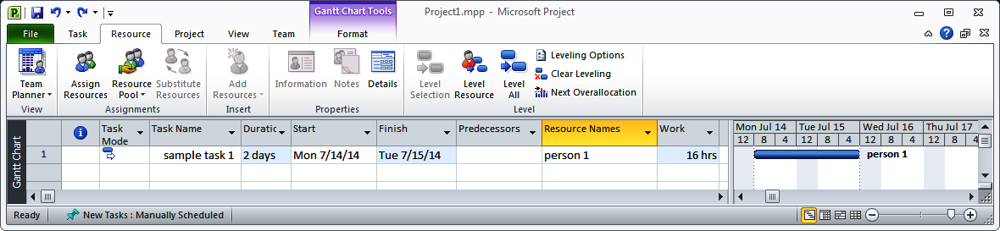 Gantt Chart Tools
Project1.mpp - Microsoft Project
File Task Resource Project View Team Format
Team Planner
Assign Resources
Resource Pool
Substitute Resources
Add Resources
Information
Notes
Details
Level Selection
Level Resource
Level All
Leveling Options
Clear Leveling
Next Overallocation
View Assignments Insert Properties Level
Gantt Chart
Task Mode
Task Name
Duratic
Start
Finish
Predecessors
Resource Names
Work
Mon Jul 14 Tue Jul 15 Wed Jul 16 Thu Jul 17
12 8 4 12 8 4 12 8 4 12 8 4
1 sample task 1 2 days Mon 7/14/14 Tue 7/15/14 person 1 16 hrs
person 1
Ready New Tasks : Manually Scheduled